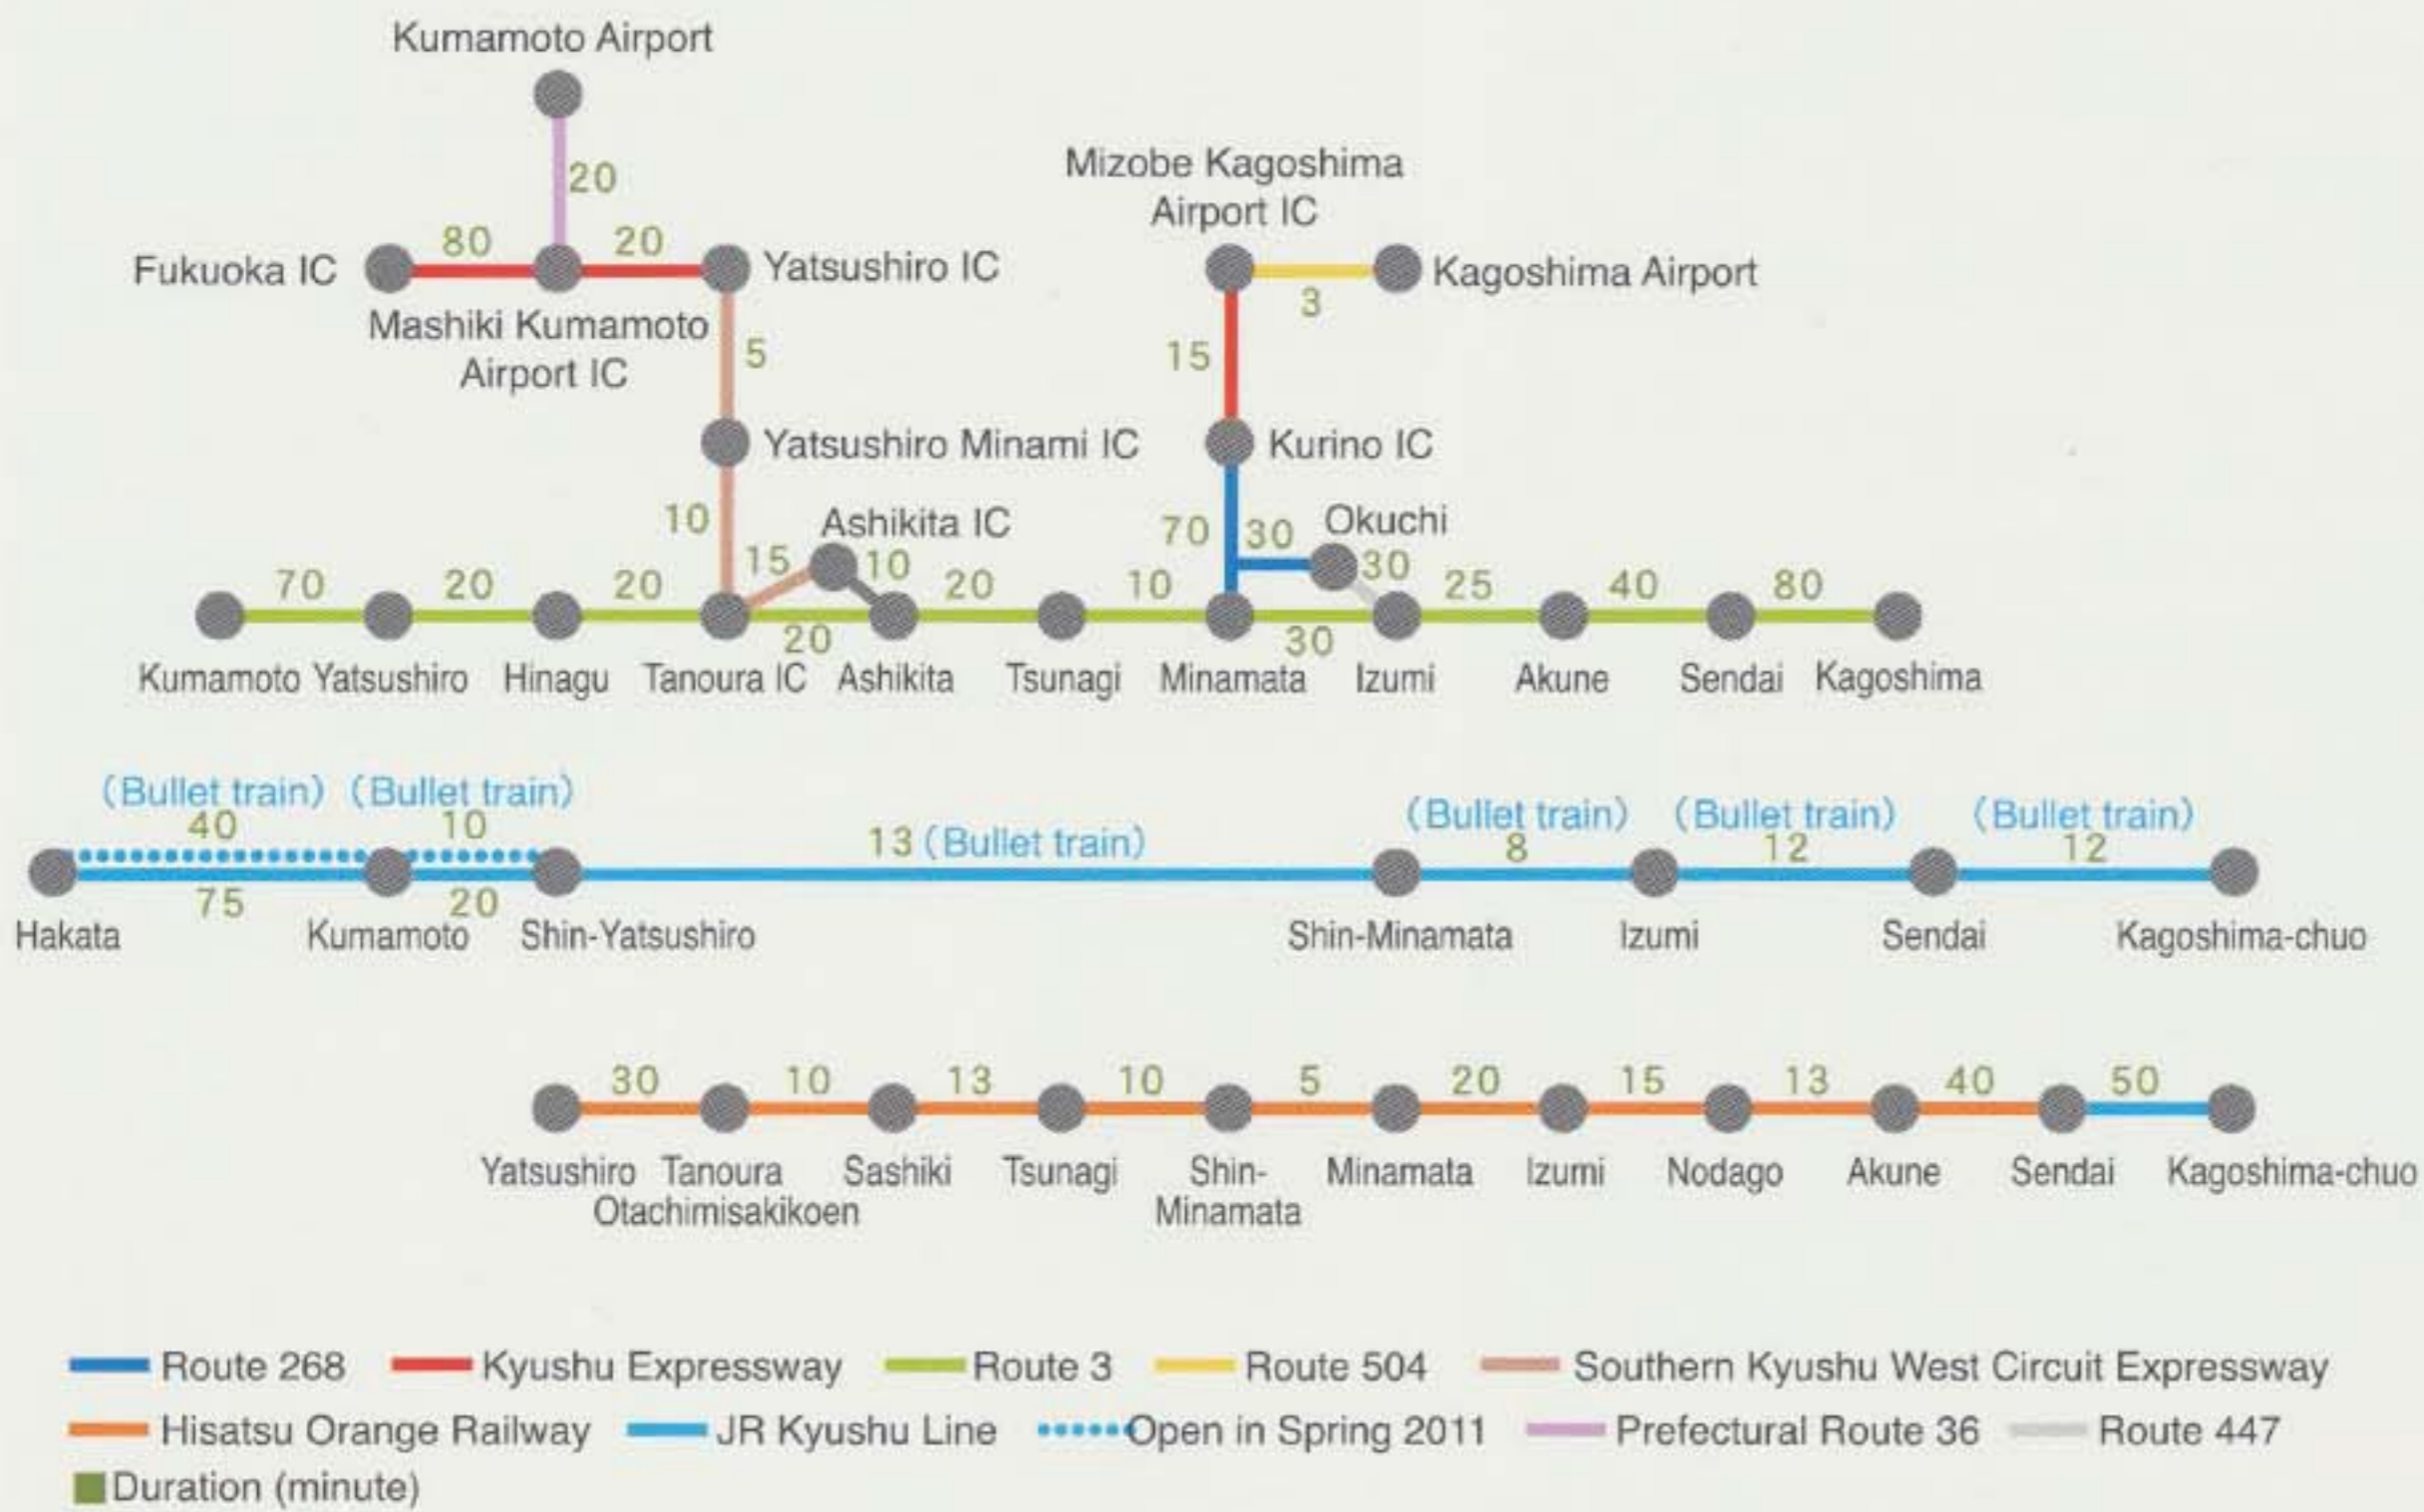 Kumamoto Airport
20
Mizobe Kagoshima
Airport IC
Fukuoka IC
80
20
Yatsushiro IC
Kagoshima Airport
3
Mashiki Kumamoto
Airport IC
5
15
Yatsushiro Minami IC
Kurino IC
10
15
Ashikita IC
10
70
30
Okuchi
30
70
20
20
20
20
10
30
25
40
80
Kumamoto Yatsushiro Hinagu Tanoura IC Ashikita Tsunagi Minamata Izumi Akune Sendai Kagoshima
(Bullet train) (Bullet train)
40 10
13 (Bullet train)
(Bullet train) (Bullet train) (Bullet train)
8 12 12
75 20
Hakata Kumamoto Shin-Yatsushiro Shin-Minamata Izumi Sendai Kagoshima-chuo
30 10 13 10 5 20 15 13 40 50
Yatsushiro Tanoura Otachimisakikoen Sashiki Tsunagi Shin-Minamata Minamata Izumi Nodago Akune Sendai Kagoshima-chuo
Route 268 Kyushu Expressway Route 3 Route 504 Southern Kyushu West Circuit Expressway
Hisatsu Orange Railway JR Kyushu Line Open in Spring 2011 Prefectural Route 36 Route 447
Duration (minute)